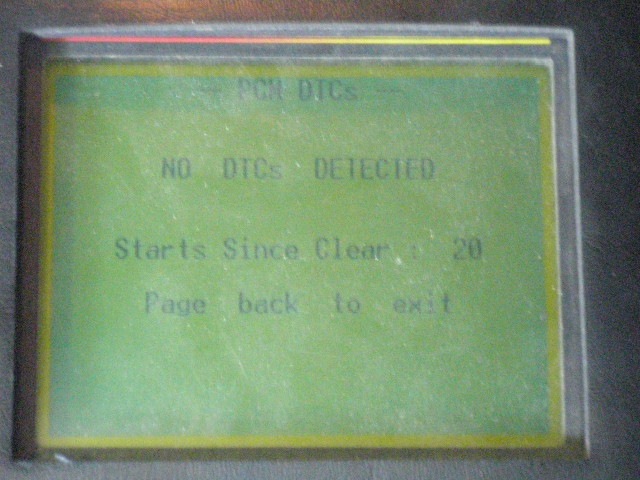 -- PCM DTCs --
NO DTCs DETECTED
Starts Since Clear : 20
Page back to exit